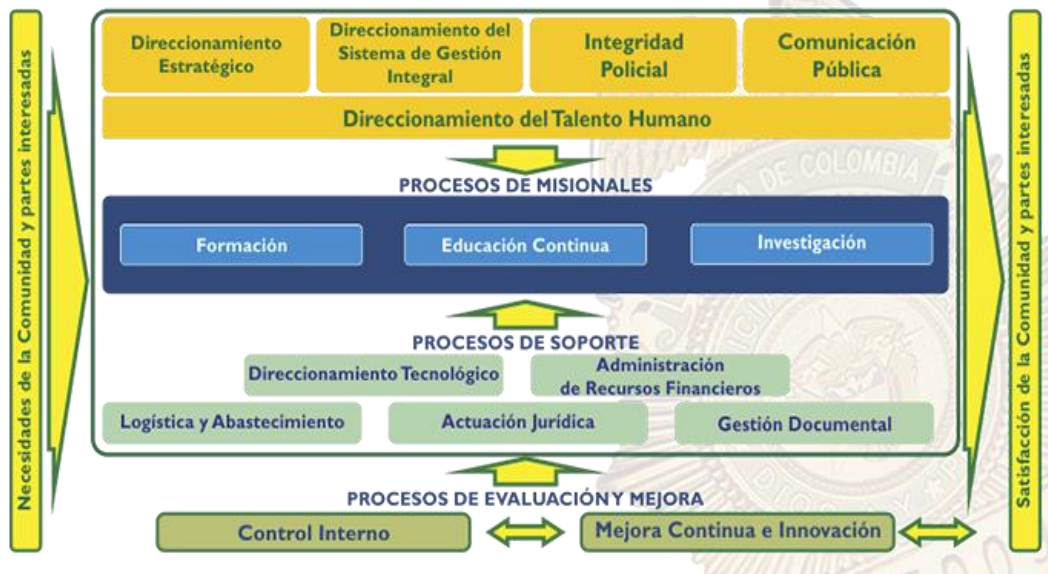 Necesidades de la Comunidad y partes interesadas
Direccionamiento
Estratégico
Direccionamiento del
Sistema de Gestión
Integral
Integridad
Policial
Comunicación
Pública
Direccionamiento del Talento Humano
PROCESOS DE MISIONALES
Formación
Educación Continua
Investigación
PROCESOS DE SOPORTE
Direccionamiento Tecnológico
Administración
de Recursos Financieros
Logística y Abastecimiento
Actuación Jurídica
Gestión Documental
PROCESOS DE EVALUACIÓN Y MEJORA
Control Interno
Mejora Continua e Innovación
Satisfacción de la Comunidad y partes interesadas
DE COLOMBIA